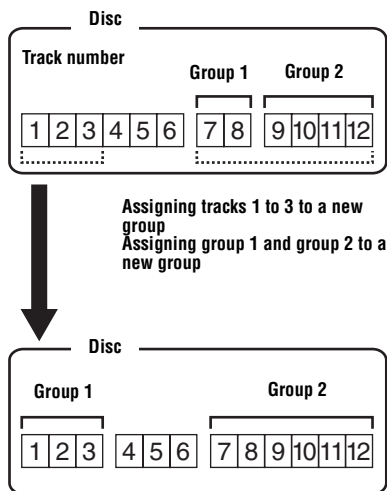 Disc
Track number
Group 1 Group 2
1 2 3 4 5 6 7 8 9 10 11 12
Assigning tracks 1 to 3 to a new
group
Assigning group 1 and group 2 to a
new group
Disc
Group 1 Group 2
1 2 3 4 5 6 7 8 9 10 11 12